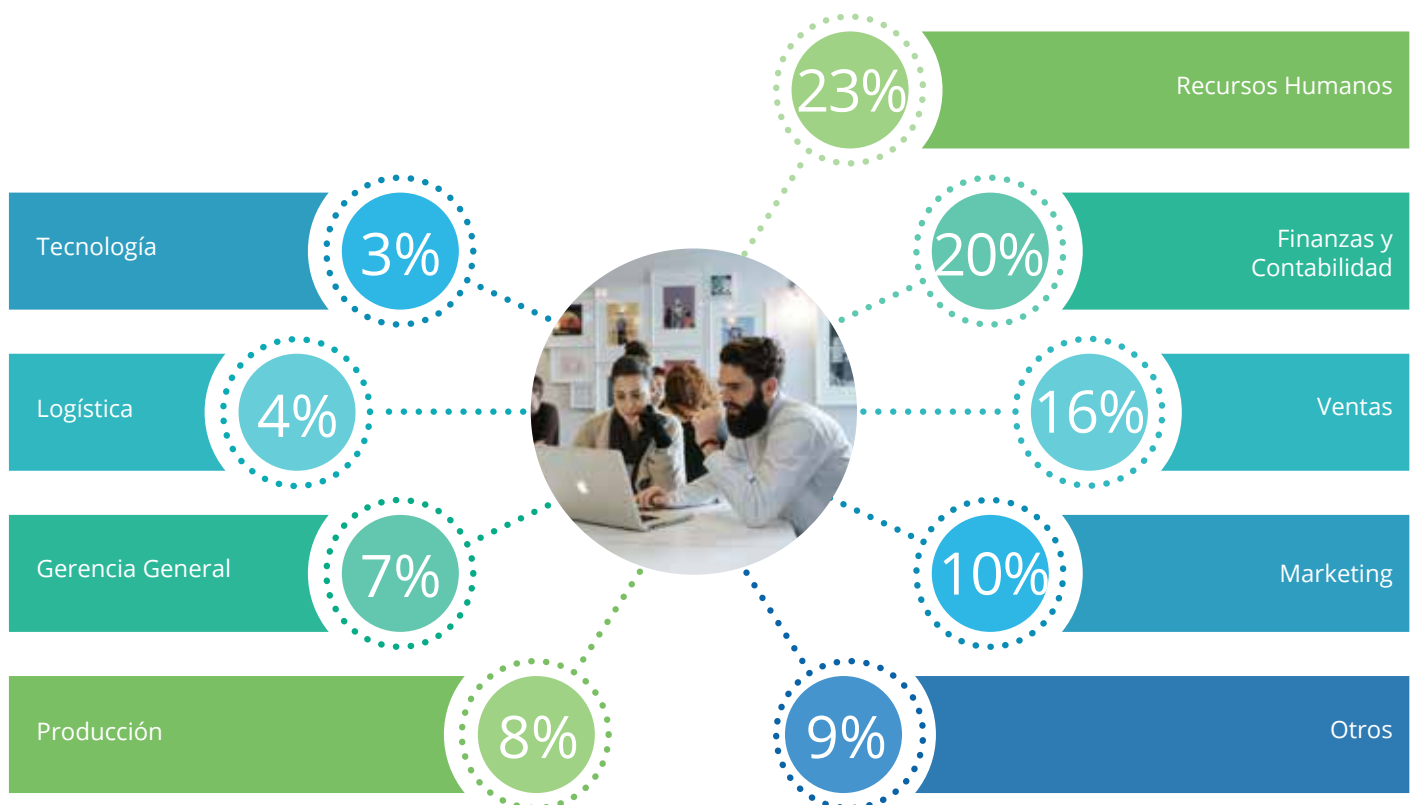 23%
Recursos Humanos
Tecnología
3%
20%
Finanzas y
Contabilidad
Logística
4%
16%
Ventas
Gerencia General
7%
10%
Marketing
Producción
8%
9%
Otros